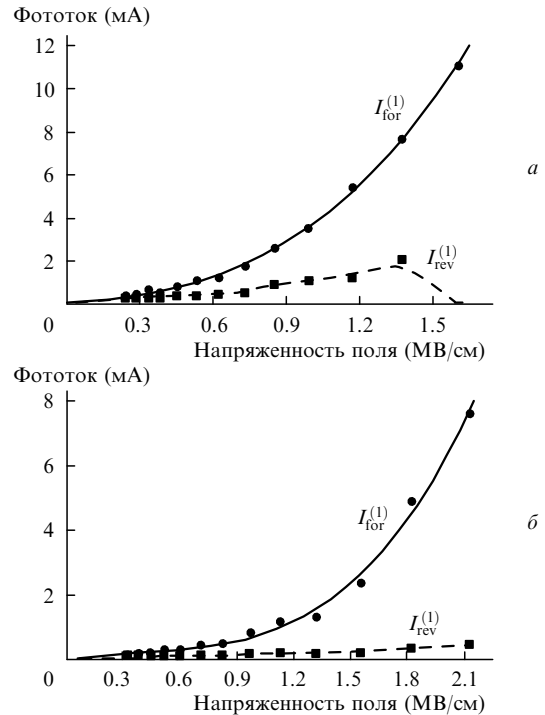 Фототок (мА)
12
10
8
6
4
2
0
I_for^(1)
I_rev^(1)
а
0.3 0.6 0.9 1.2 1.5
Напряженность поля (МВ/см)
Фототок (мА)
8
6
4
2
0
I_for^(1)
I_rev^(1)
б
0.3 0.6 0.9 1.2 1.5 1.8 2.1
Напряженность поля (МВ/см)